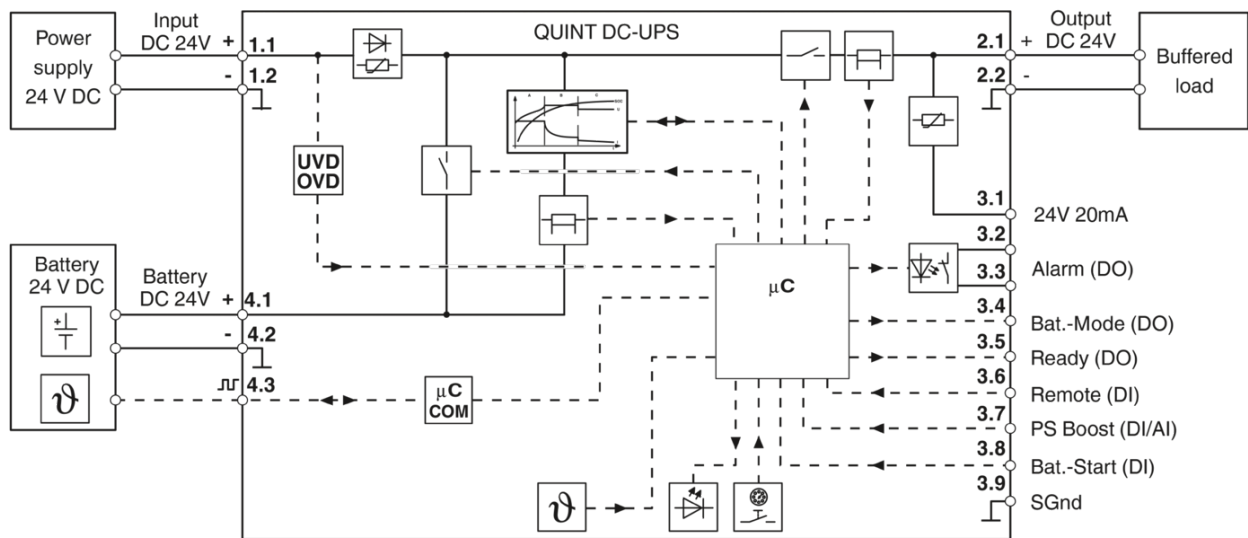 Power
supply
24 V DC
Input
DC 24V
+
-
1.1
1.2
QUINT DC-UPS
2.1
2.2
+
-
Output
DC 24V
Buffered
load
A B C
UVD
OVD
3.1
24V 20mA
3.2
3.3
Alarm (DO)
µC
3.4
Bat.-Mode (DO)
3.5
Ready (DO)
3.6
Remote (DI)
3.7
PS Boost (DI/AI)
3.8
Bat.-Start (DI)
3.9
SGnd
Battery
24 V DC
+
ϑ
Battery
DC 24V
+
-
4.1
4.2
4.3
µC
COM
ϑ